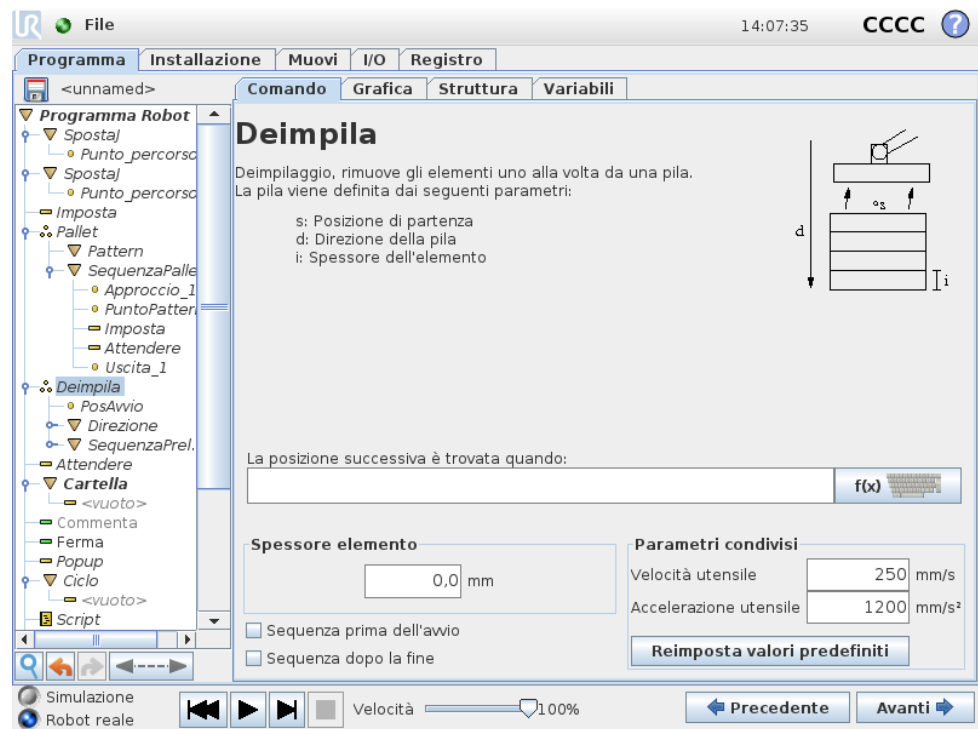 UR File 14:07:35 CCCC ?
Programma Installazione Muovi I/O Registro
<unnamed>
Comando Grafica Struttura Variabili
Programma Robot
SpostaJ
Punto_percorso
SpostaJ
Punto_percorso
Imposta
Pallet
Pattern
SequenzaPalle
Approccio_1
PuntoPatter
Imposta
Attendere
Uscita_1
Deimpila
PosAvvio
Direzione
SequenzaPrel.
Attendere
Cartella
<vuoto>
Commenta
Ferma
Popup
Ciclo
<vuoto>
Script
Deimpila
Deimpilaggio, rimuove gli elementi uno alla volta da una pila.
La pila viene definita dai seguenti parametri:
s: Posizione di partenza
d: Direzione della pila
i: Spessore dell'elemento
s
d
i
La posizione successiva è trovata quando:
f(x)
Spessore elemento
0,0 mm
Sequenza prima dell'avvio
Sequenza dopo la fine
Parametri condivisi
Velocità utensile 250 mm/s
Accelerazione utensile 1200 mm/s²
Reimposta valori predefiniti
Simulazione
Robot reale
Velocità 100%
Precedente Avanti